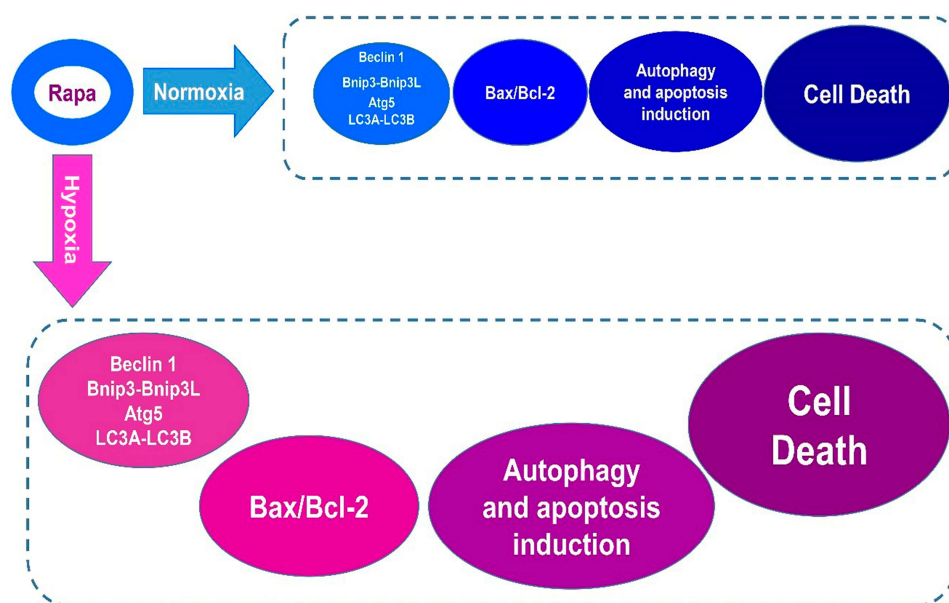 Rapa
Normoxia
Beclin 1
Bnip3-Bnip3L
Atg5
LC3A-LC3B
Bax/Bcl-2
Autophagy
and apoptosis
induction
Cell Death
Hypoxia
Beclin 1
Bnip3-Bnip3L
Atg5
LC3A-LC3B
Bax/Bcl-2
Autophagy
and apoptosis
induction
Cell
Death